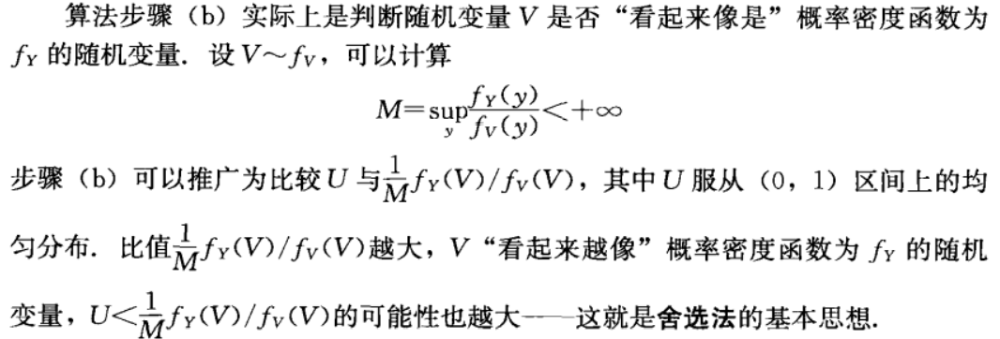 算法步骤（b）实际上是判断随机变量 V 是否“看起来像是”概率密度函数为
f_Y 的随机变量. 设 V～f_V，可以计算
M=sup_y f_Y(y)/f_V(y)<+∞
步骤（b）可以推广为比较 U 与 1/M f_Y(V)/f_V(V)，其中 U 服从（0，1）区间上的均
匀分布. 比值 1/M f_Y(V)/f_V(V)越大，V“看起来越像”概率密度函数为 f_Y 的随机
变量，U<1/M f_Y(V)/f_V(V)的可能性也越大——这就是舍选法的基本思想.